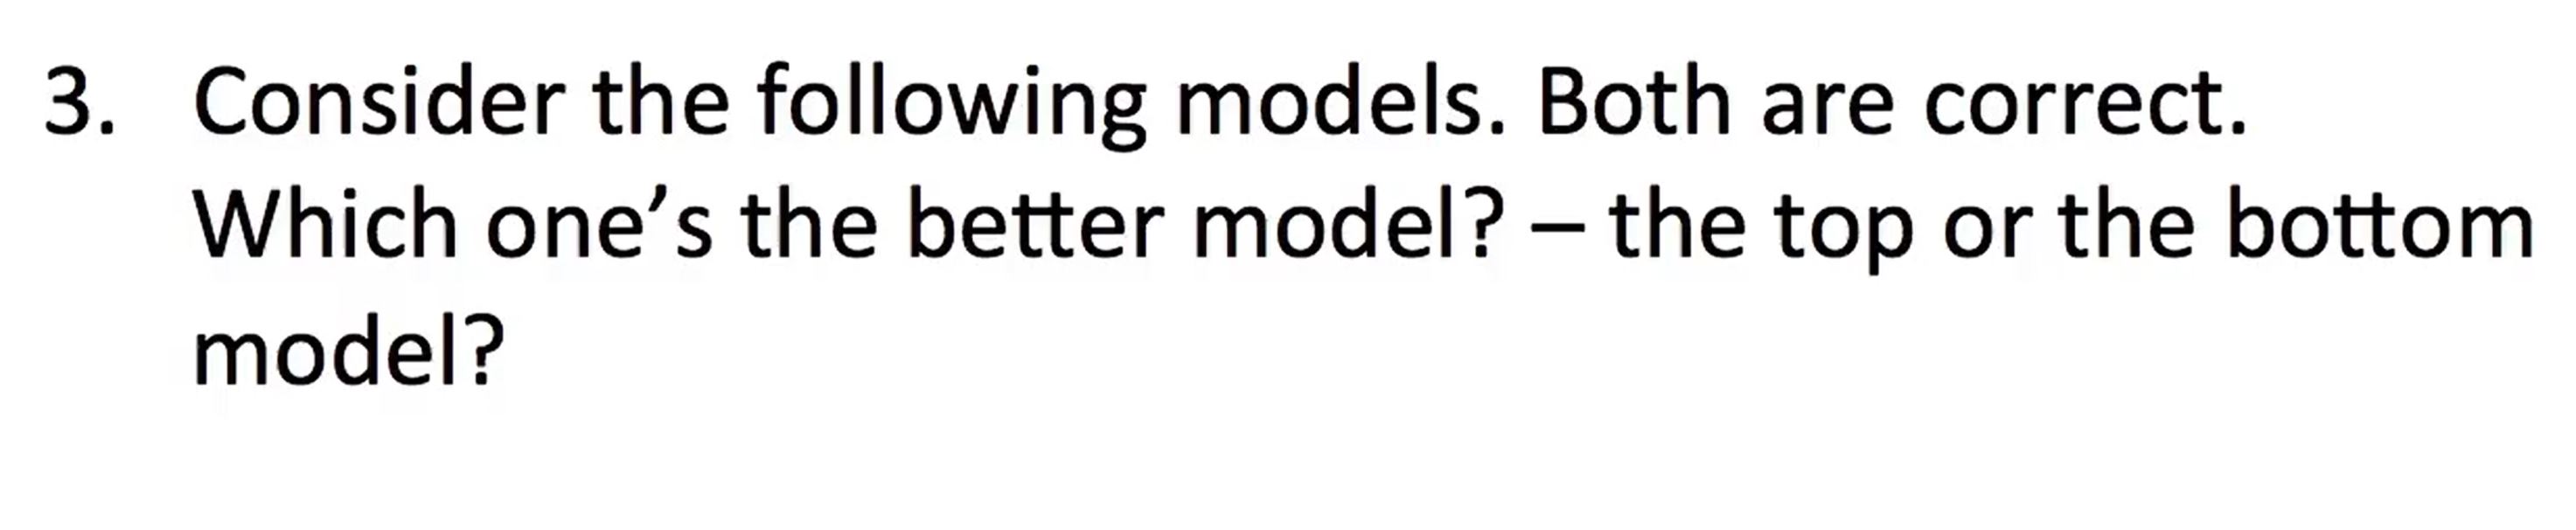 3. Consider the following models. Both are correct.
Which one’s the better model? – the top or the bottom
model?